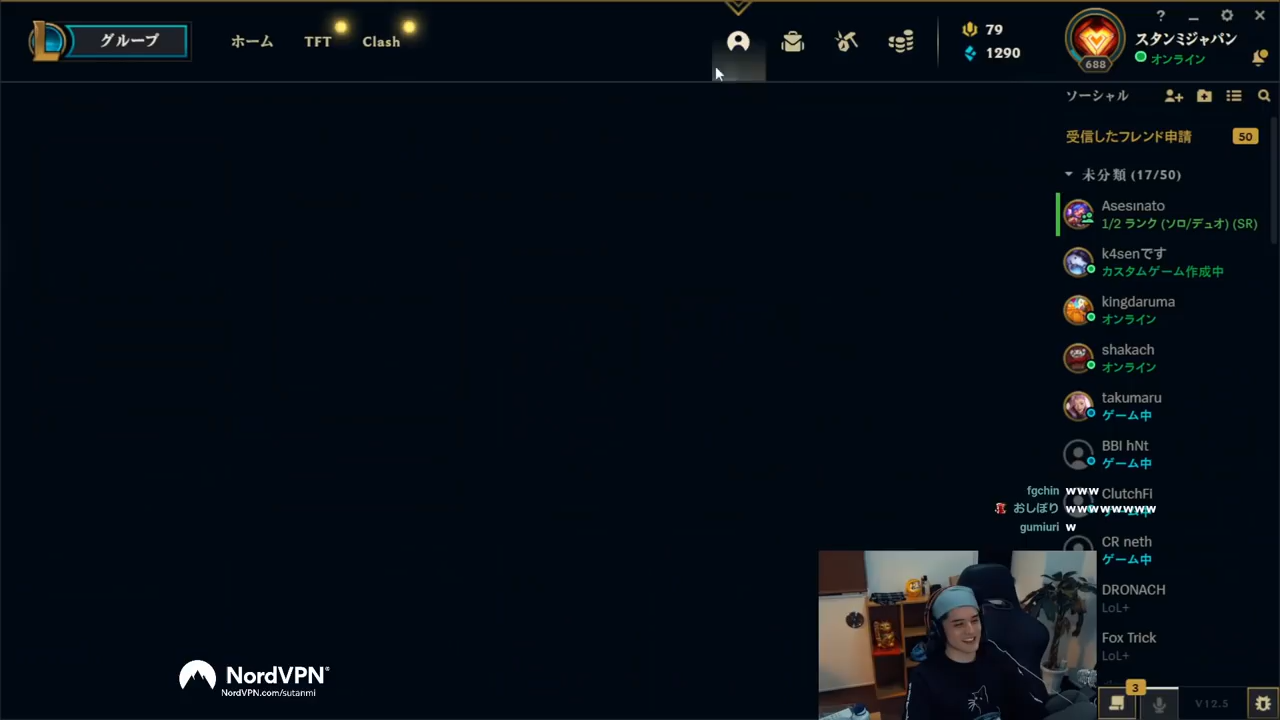 グループ
ホーム
TFT
Clash
79
1290
?
スタンミジャパン
オンライン
688
ソーシャル
受信したフレンド申請
50
未分類 (17/50)
Asesınato
1/2 ランク (ソロ/デュオ) (SR)
k4senです
カスタムゲーム作成中
kingdaruma
オンライン
shakach
オンライン
takumaru
ゲーム中
BBI hNt
ゲーム中
fgchin www
ClutchFi
おしぼり wwwwwwww
gumiuri w
CR neth
ゲーム中
DRONACH
LoL+
Fox Trick
LoL+
3
V12.5
NordVPN®
NordVPN.com/sutanmi